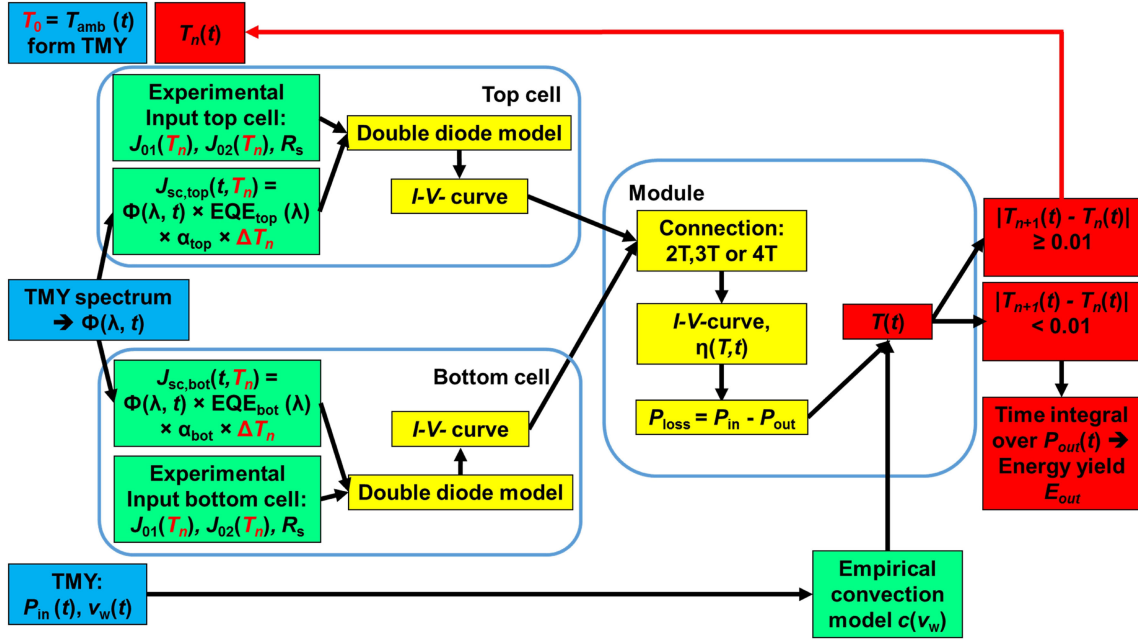 T₀ = Tamb (t)
form TMY
Tn(t)
Experimental
Input top cell:
J₀₁(Tn), J₀₂(Tn), Rs
Jsc,top(t,Tn) =
Φ(λ, t) × EQEtop (λ)
× αtop × ΔTn
Top cell
Double diode model
I-V- curve
TMY spectrum
➔ Φ(λ, t)
Jsc,bot(t,Tn) =
Φ(λ, t) × EQEbot (λ)
× αbot × ΔTn
Experimental
Input bottom cell:
J₀₁(Tn), J₀₂(Tn), Rs
Bottom cell
I-V- curve
Double diode model
Module
Connection:
2T,3T or 4T
I-V-curve,
η(T,t)
Ploss = Pin - Pout
T(t)
|Tn+1(t) - Tn(t)|
≥ 0.01
|Tn+1(t) - Tn(t)|
< 0.01
Time integral
over Pout(t) ➔
Energy yield
Eout
TMY:
Pin (t), vw(t)
Empirical
convection
model c(vw)